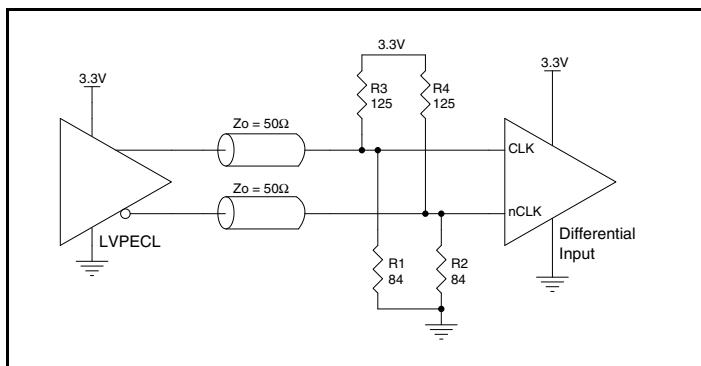 3.3V
3.3V
3.3V
R3
125
R4
125
Zo = 50Ω
CLK
Zo = 50Ω
nCLK
LVPECL
Differential
Input
R1
84
R2
84